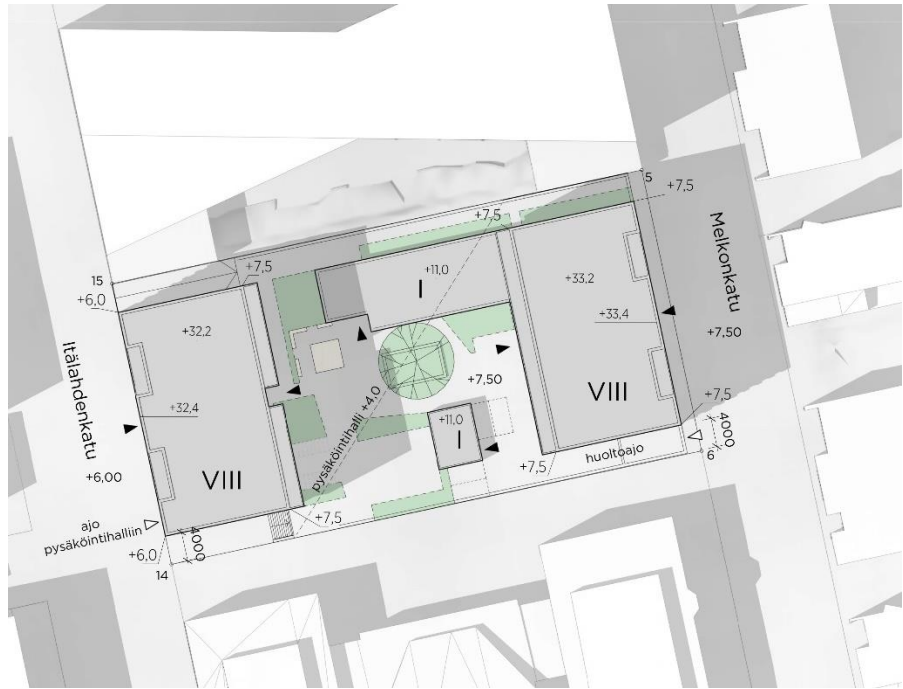 5
+7,5
Melkonkatu
+7,5
15
+7,5
+6,0
+11,0
I
+33,2
+32,2
+33,4
+7,50
Itälahdenkatu
+32,4
+7,50
pysäköintihalli +4,0
VIII
+7,5
+11,0
I
4000
+6,00
VIII
huoltoajo
+7,5
6
ajo
pysäköintihalliin
+7,5
+6,0
4000
14